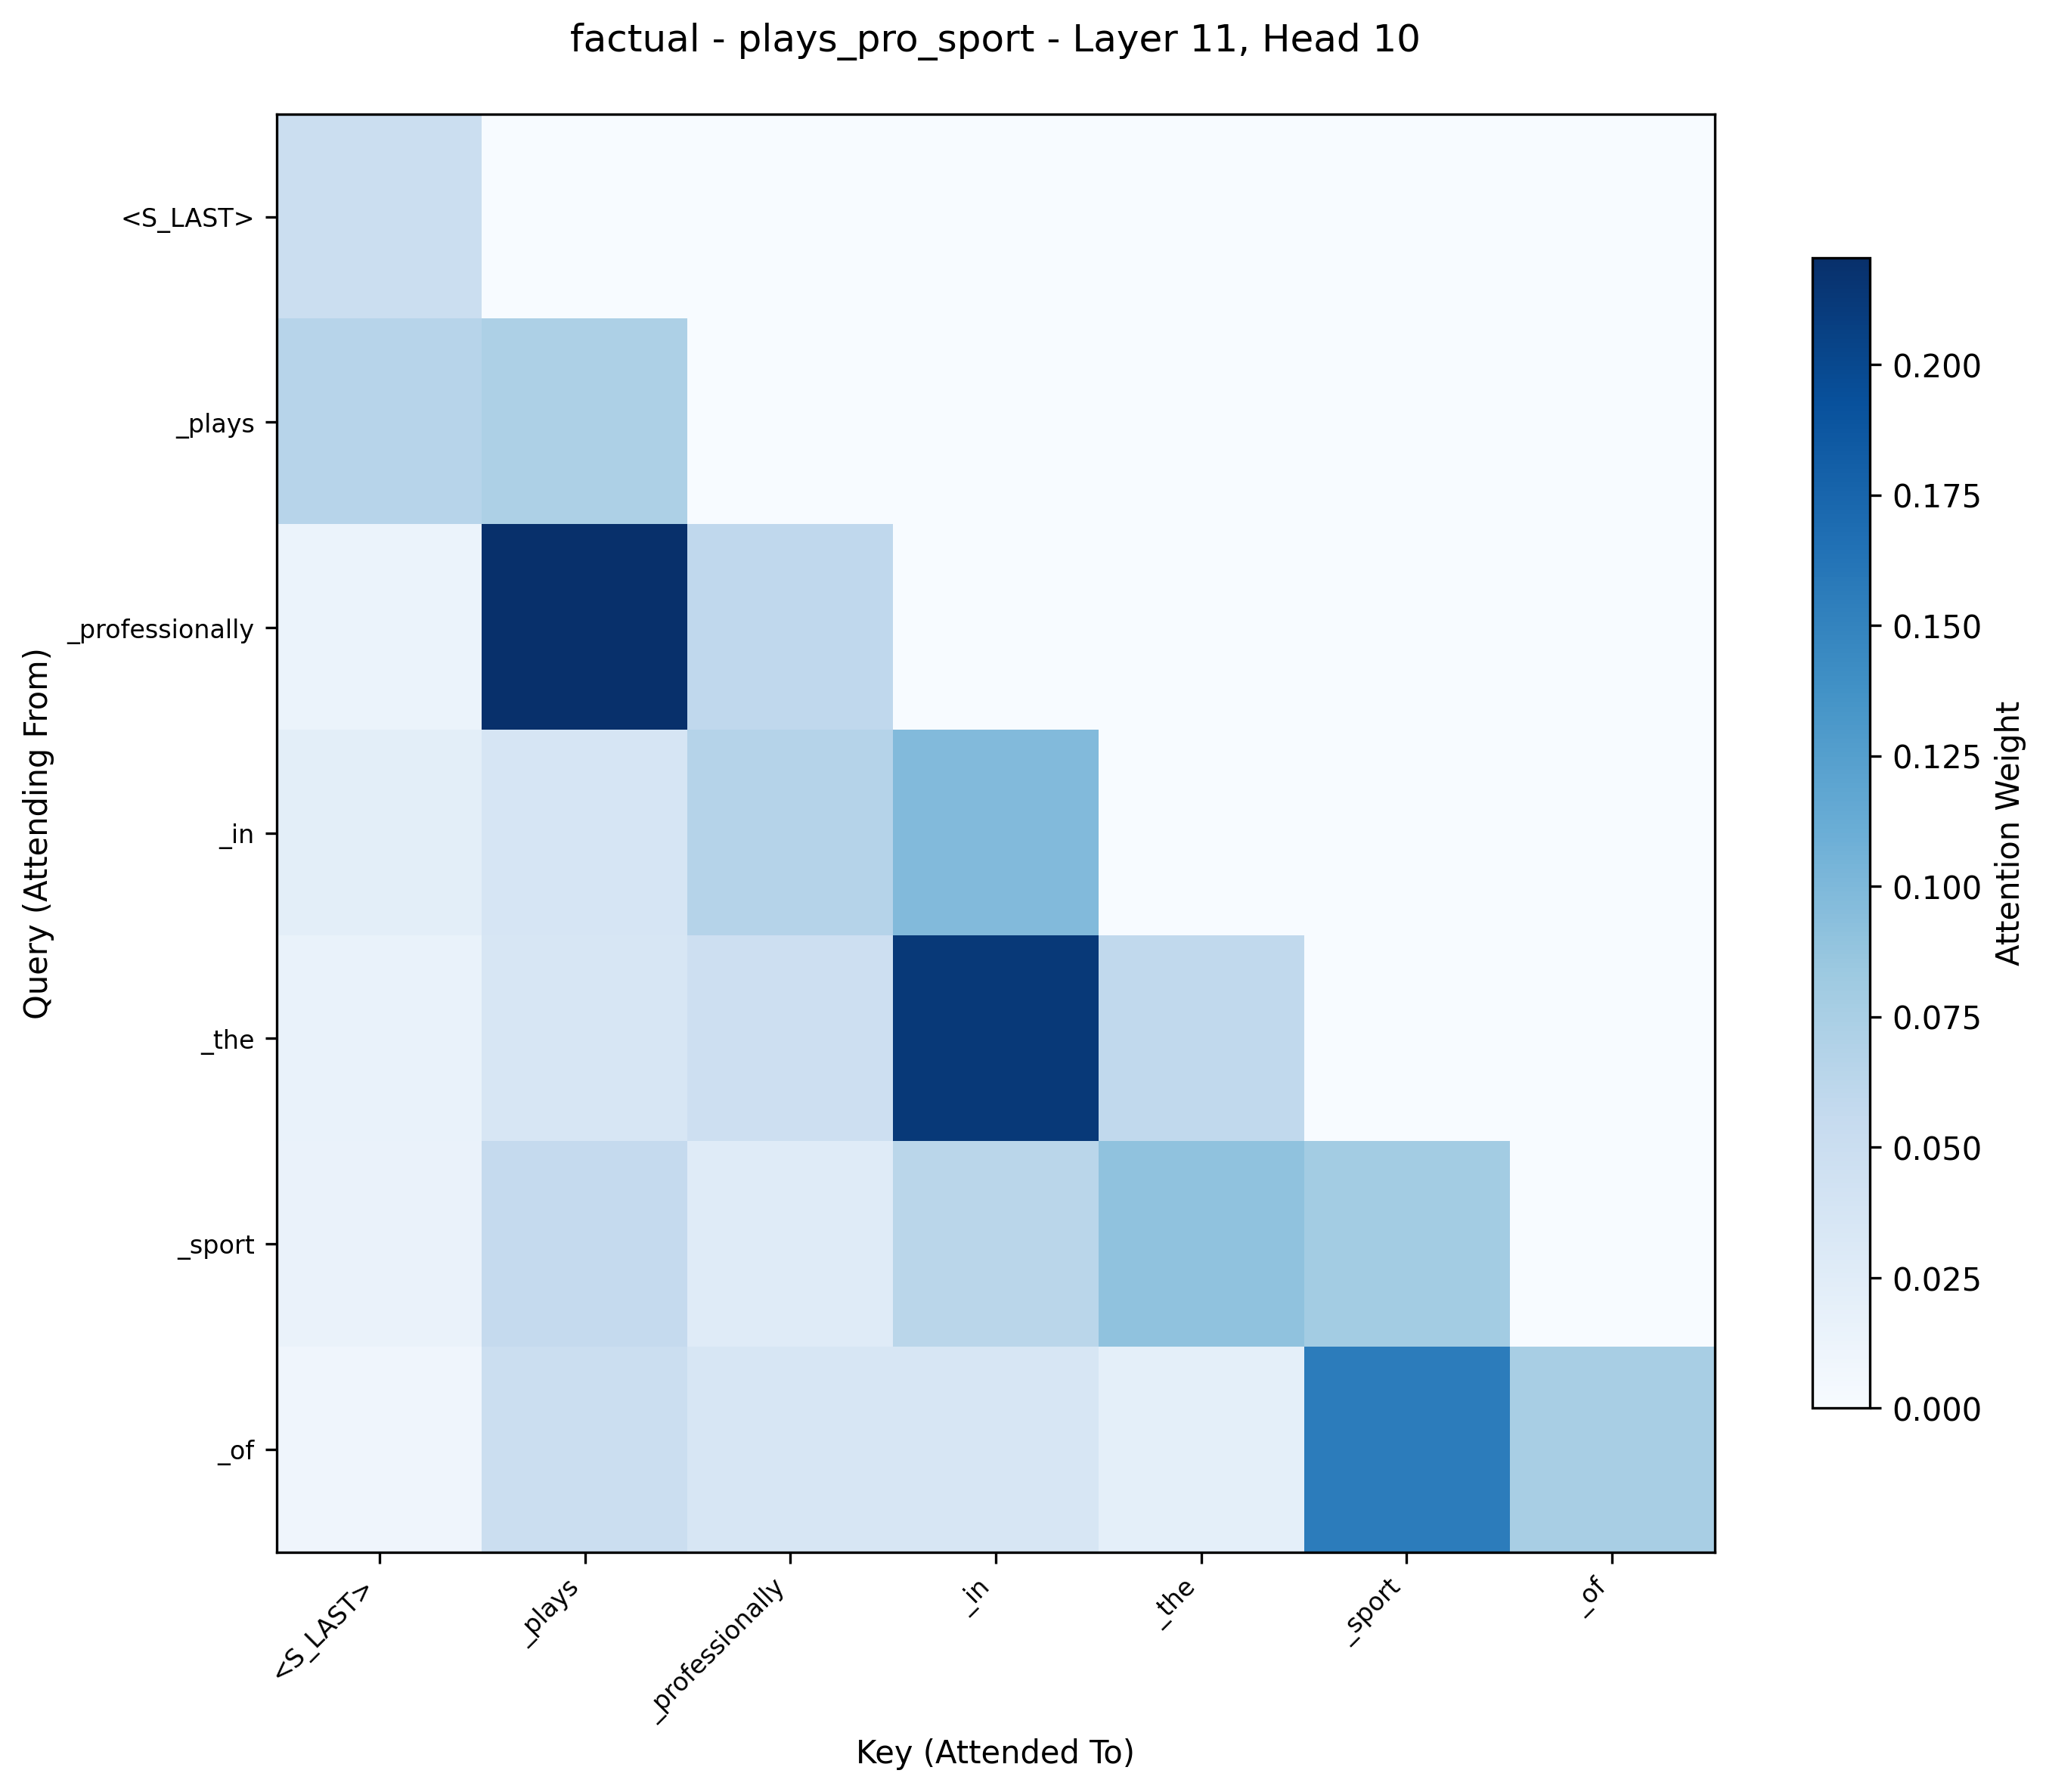 factual - plays_pro_sport - Layer 11, Head 10
Query (Attending From)
<S_LAST>
_plays
_professionally
_in
_the
_sport
_of
<S_LAST>
_plays
_professionally
_in
_the
_sport
_of
Key (Attended To)
0.200
0.175
0.150
0.125
0.100
0.075
0.050
0.025
0.000
Attention Weight